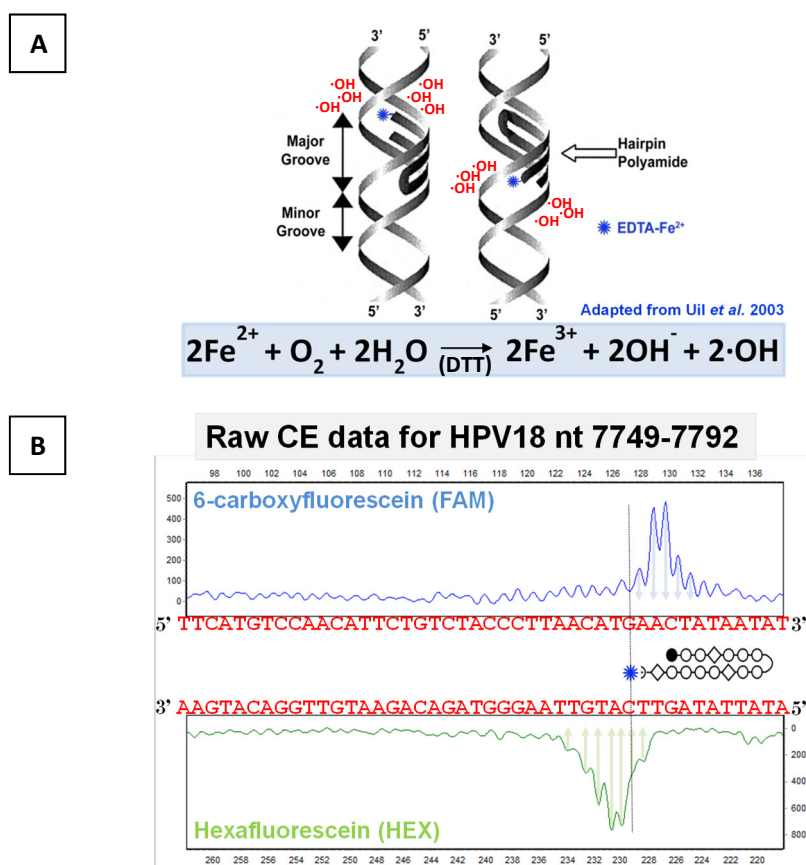 A
3’ 5’ 3’ 5’
·OH
·OH ·OH
·OH ·OH
·OH
Major
Groove
Hairpin
Polyamide
·OH
·OH
·OH
Minor
Groove
·OH
·OH
·OH
EDTA-Fe²⁺
5’ 3’ 5’ 3’
Adapted from Uil et al. 2003
2Fe²⁺ + O₂ + 2H₂O (DTT) 2Fe³⁺ + 2OH⁻ + 2·OH
B
Raw CE data for HPV18 nt 7749-7792
98 100 102 104 106 108 110 112 114 116 118 120 122 124 126 128 130 132 134 136
6-carboxyfluorescein (FAM)
500
400
300
200
100
0
5’ TTCATGTCCAACATTCTGTCTACCCTTAACATGAACTATAATAT 3’
3’ AAGTACAGGTTGTAAGACAGATGGGAATTGTACTTGATATTATA 5’
0
200
400
600
800
Hexafluorescein (HEX)
260 258 256 254 252 250 248 246 244 242 240 238 236 234 232 230 228 226 224 222 220